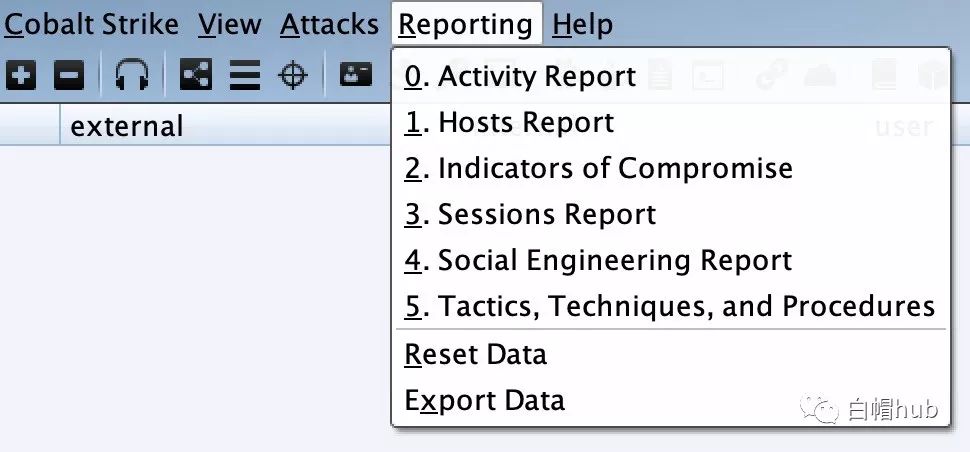 Cobalt Strike View Attacks Reporting Help
external
user
0. Activity Report
1. Hosts Report
2. Indicators of Compromise
3. Sessions Report
4. Social Engineering Report
5. Tactics, Techniques, and Procedures
Reset Data
Export Data
白帽hub